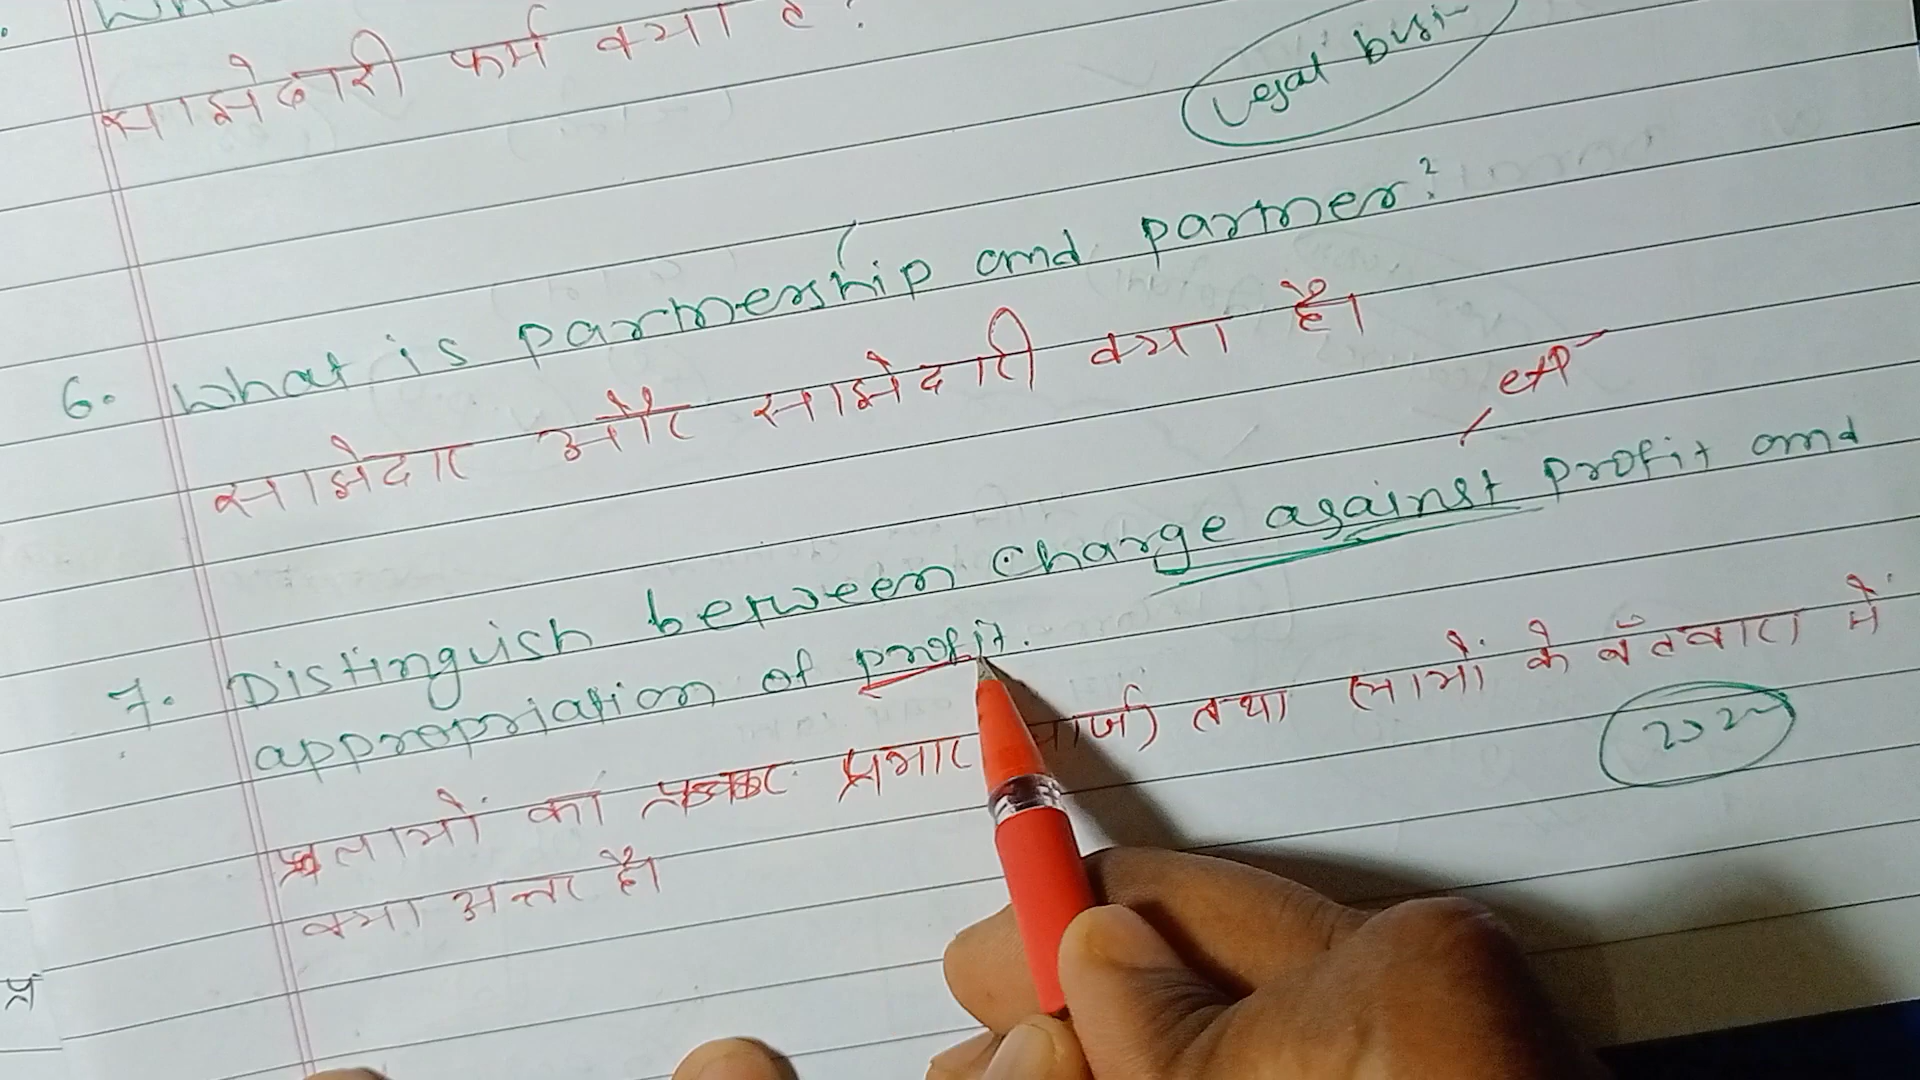 साझेदारी फर्म क्या है?
Legal busi
6. What is partnership and partner?
साझेदार और साझेदारी क्या है।
exp
7. Distinguish between charge against profit and
appropriation of profit.
लाभों का प्रभार तथा लाभों के बँटवारा में
क्या अन्तर है।